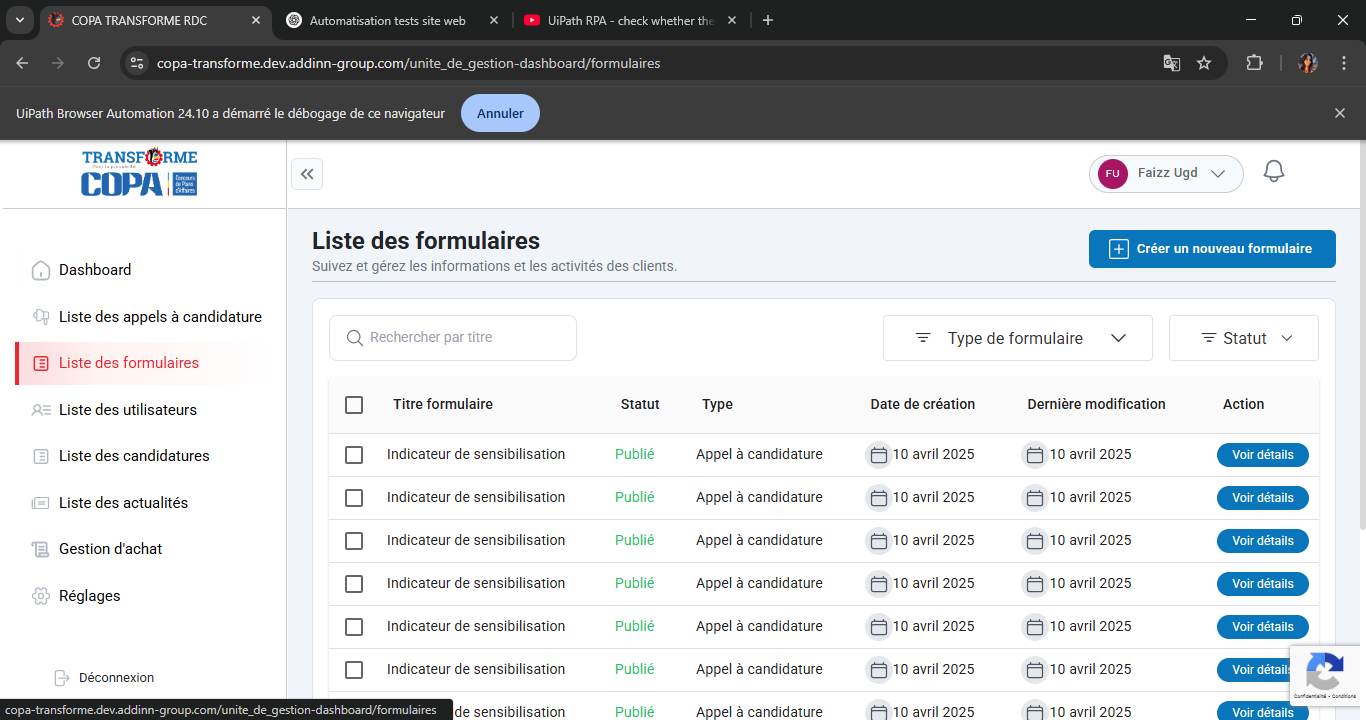 COPA TRANSFORME RDC
Automatisation tests site web
UiPath RPA - check whether the
copa-transforme.dev.addinn-group.com/unite_de_gestion-dashboard/formulaires
UiPath Browser Automation 24.10 a démarré le débogage de ce navigateur
Annuler
TRANSFORME
Pour la prospérité
COPA
Concours
de Plans
d'Affaires
FU
Faizz Ugd
Dashboard
Liste des appels à candidature
Liste des formulaires
Liste des utilisateurs
Liste des candidatures
Liste des actualités
Gestion d'achat
Réglages
Déconnexion
Liste des formulaires
Suivez et gérez les informations et les activités des clients.
Créer un nouveau formulaire
Rechercher par titre
Type de formulaire
Statut
Titre formulaire Statut Type Date de création Dernière modification Action
Indicateur de sensibilisation Publié Appel à candidature 10 avril 2025 10 avril 2025 Voir détails
Indicateur de sensibilisation Publié Appel à candidature 10 avril 2025 10 avril 2025 Voir détails
Indicateur de sensibilisation Publié Appel à candidature 10 avril 2025 10 avril 2025 Voir détails
Indicateur de sensibilisation Publié Appel à candidature 10 avril 2025 10 avril 2025 Voir détails
Indicateur de sensibilisation Publié Appel à candidature 10 avril 2025 10 avril 2025 Voir détails
Indicateur de sensibilisation Publié Appel à candidature 10 avril 2025 10 avril 2025 Voir détails
de sensibilisation Publié Appel à candidature 10 avril 2025 10 avril 2025 Voir détails
Confidentialité - Conditions
copa-transforme.dev.addinn-group.com/unite_de_gestion-dashboard/formulaires